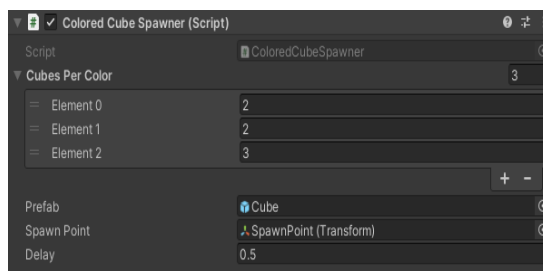 Colored Cube Spawner (Script)
Script ColoredCubeSpawner
Cubes Per Color 3
Element 0 2
Element 1 2
Element 2 3
+ -
Prefab Cube
Spawn Point SpawnPoint (Transform)
Delay 0.5